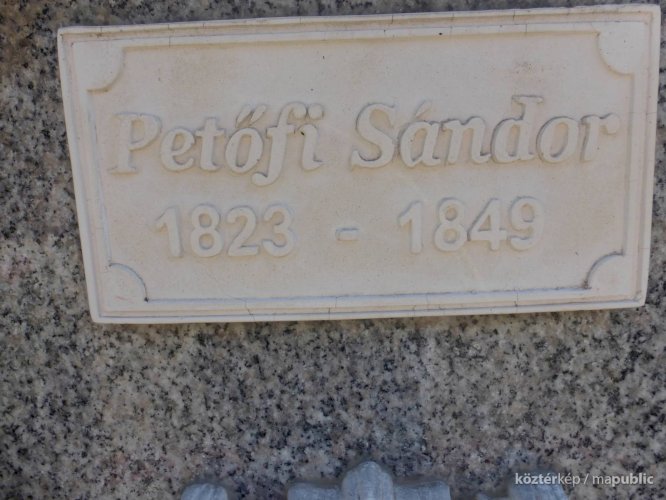 Petőfi Sándor
1823 - 1849
köztérkép / mapublic